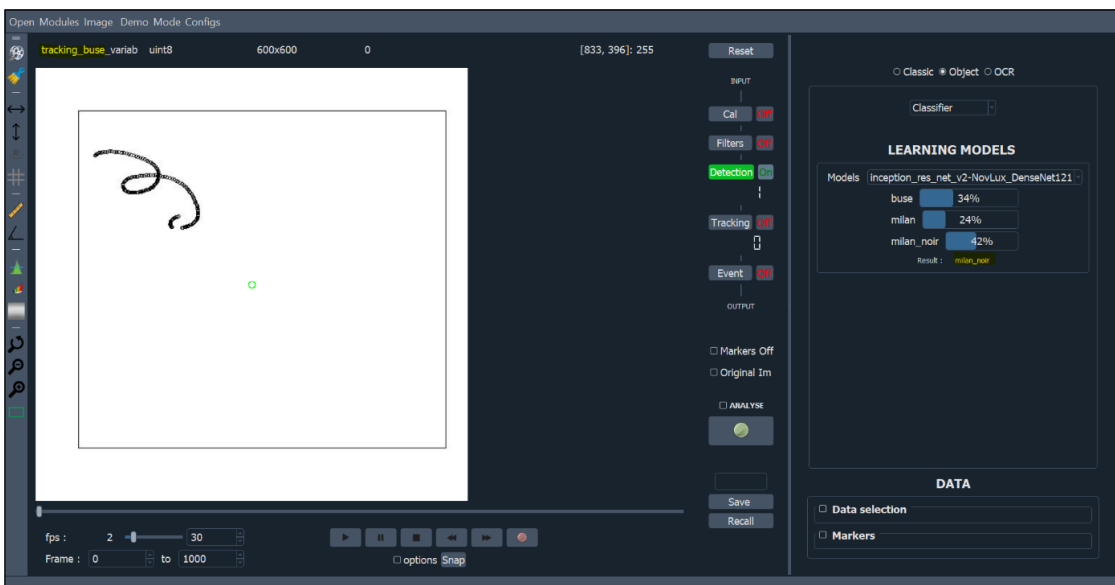 Open Modules Image Demo Mode Configs
tracking_buse_variab uint8 600x600 0 [833, 396]: 255
Reset
INPUT
Cal Off
Filters Off
Detection On
1
Tracking Off
0
Event Off
OUTPUT
Markers Off
Original Im
ANALYSE
Save
Recall
fps : 2 30
Frame : 0 to 1000
options Snap
Classic Object OCR
Classifier
LEARNING MODELS
Models inception_res_net_v2-NovLux_DenseNet121
buse 34%
milan 24%
milan_noir 42%
Result : milan_noir
DATA
Data selection
Markers